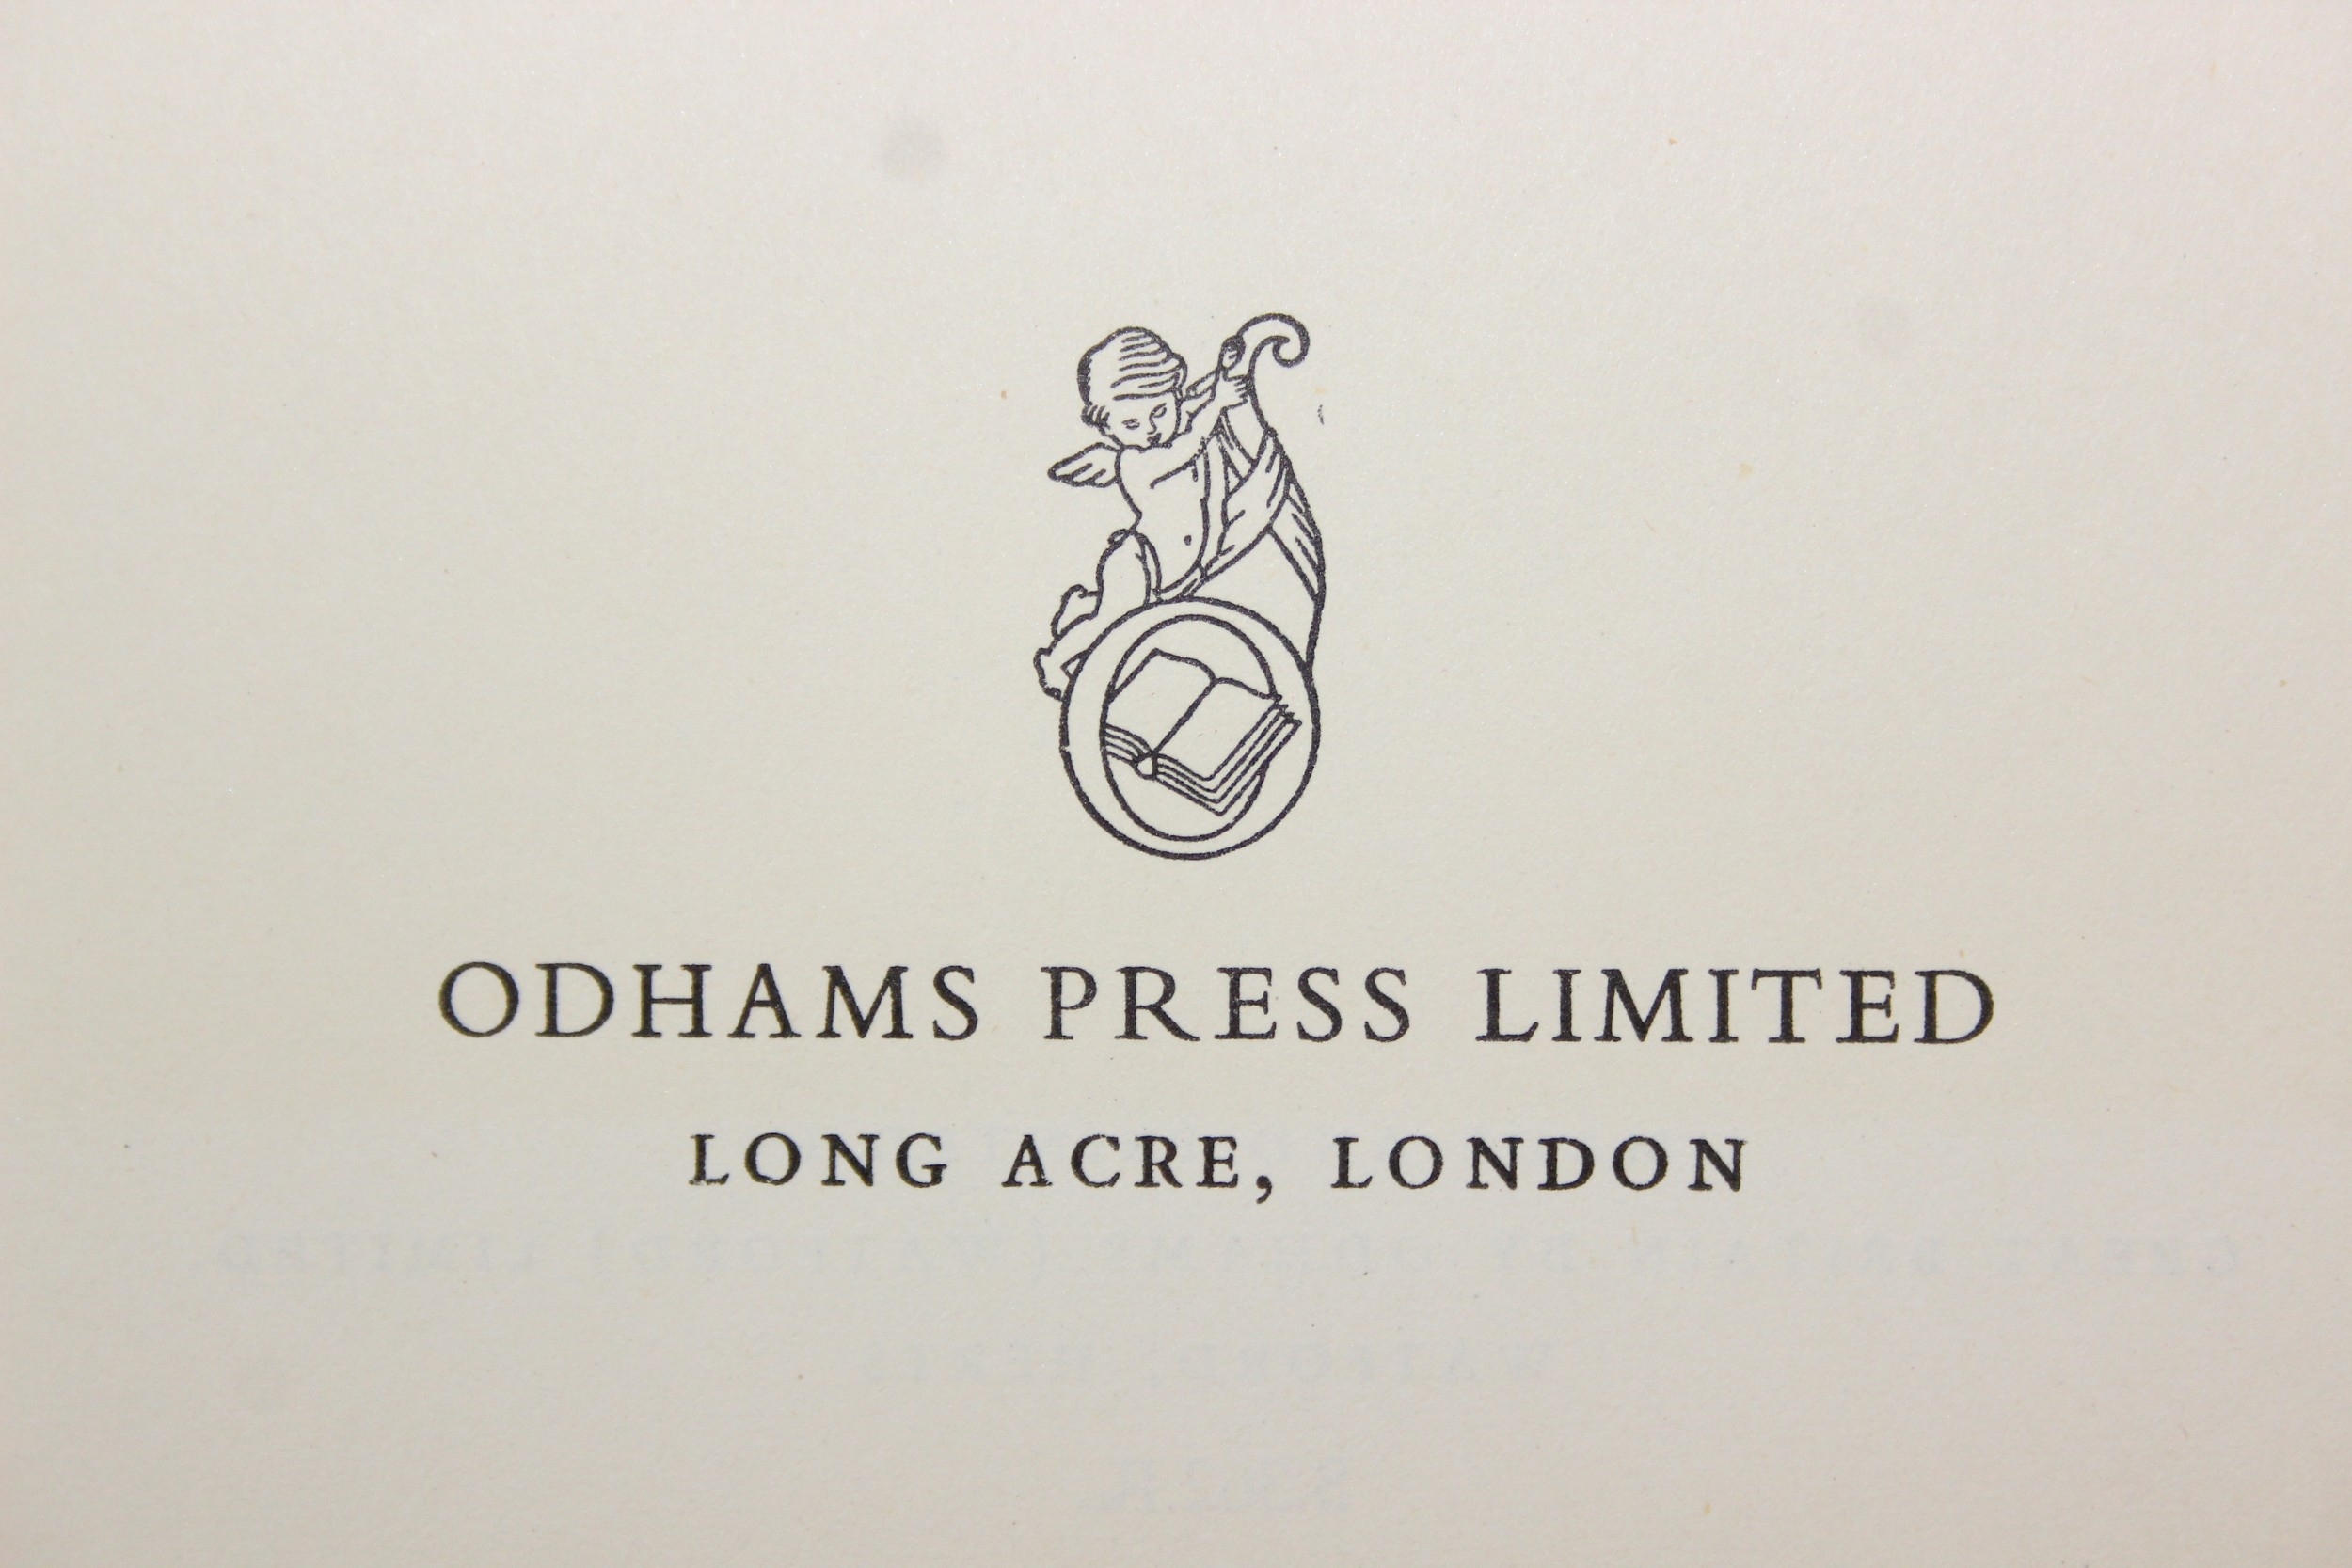 ODHAMS PRESS LIMITED
LONG ACRE, LONDON